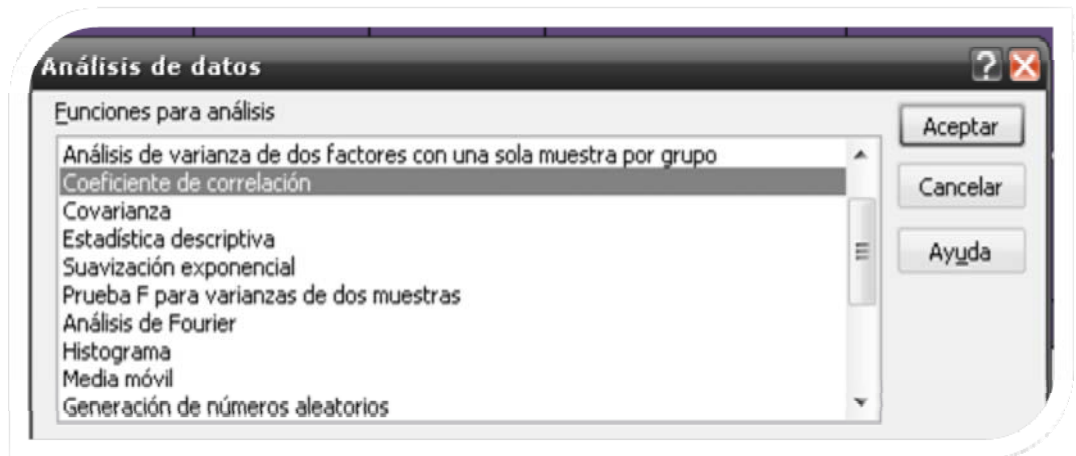 Análisis de datos
Funciones para análisis
Análisis de varianza de dos factores con una sola muestra por grupo
Coeficiente de correlación
Covarianza
Estadística descriptiva
Suavización exponencial
Prueba F para varianzas de dos muestras
Análisis de Fourier
Histograma
Media móvil
Generación de números aleatorios
Aceptar
Cancelar
Ayuda